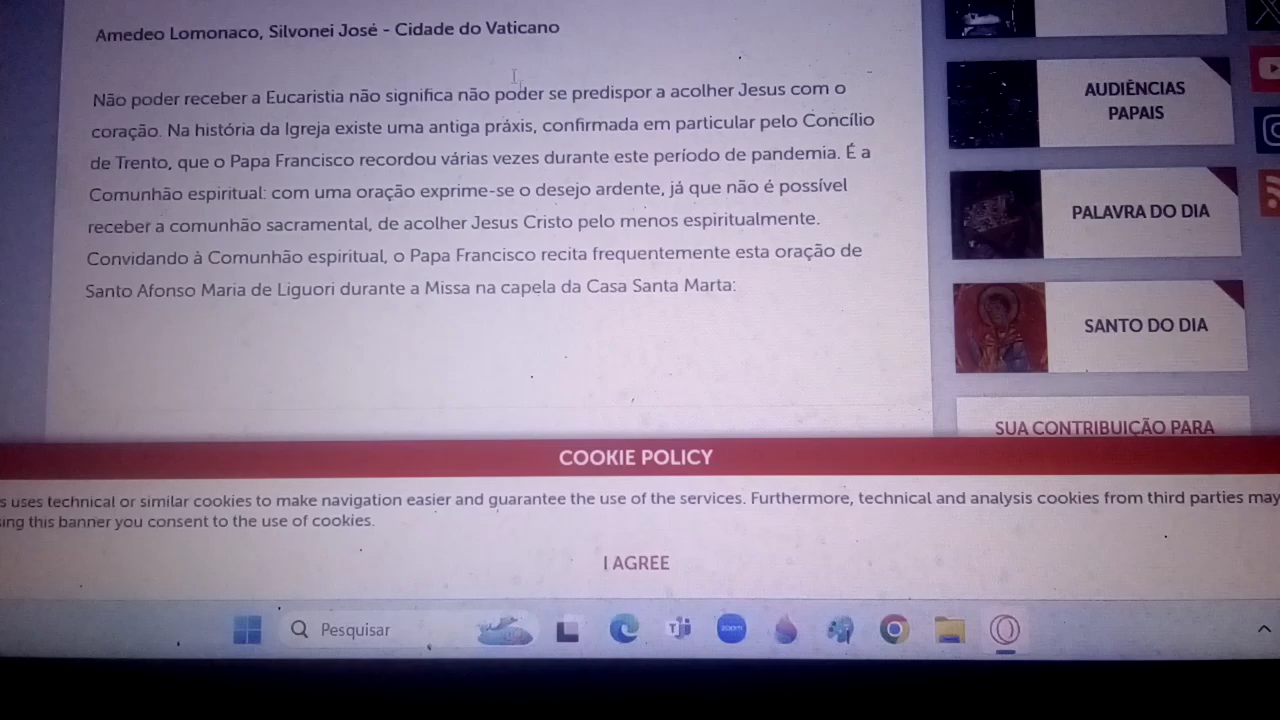 Amedeo Lomonaco, Silvonei José - Cidade do Vaticano
Não poder receber a Eucaristia não significa não poder se predispor a acolher Jesus com o
coração. Na história da Igreja existe uma antiga práxis, confirmada em particular pelo Concílio
de Trento, que o Papa Francisco recordou várias vezes durante este período de pandemia. É a
Comunhão espiritual: com uma oração exprime-se o desejo ardente, já que não é possível
receber a comunhão sacramental, de acolher Jesus Cristo pelo menos espiritualmente.
Convidando à Comunhão espiritual, o Papa Francisco recita frequentemente esta oração de
Santo Afonso Maria de Liguori durante a Missa na capela da Casa Santa Marta:
AUDIÊNCIAS
PAPAIS
PALAVRA DO DIA
SANTO DO DIA
SUA CONTRIBUIÇÃO PARA
COOKIE POLICY
s uses technical or similar cookies to make navigation easier and guarantee the use of the services. Furthermore, technical and analysis cookies from third parties may
ing this banner you consent to the use of cookies.
I AGREE
Pesquisar
zoom